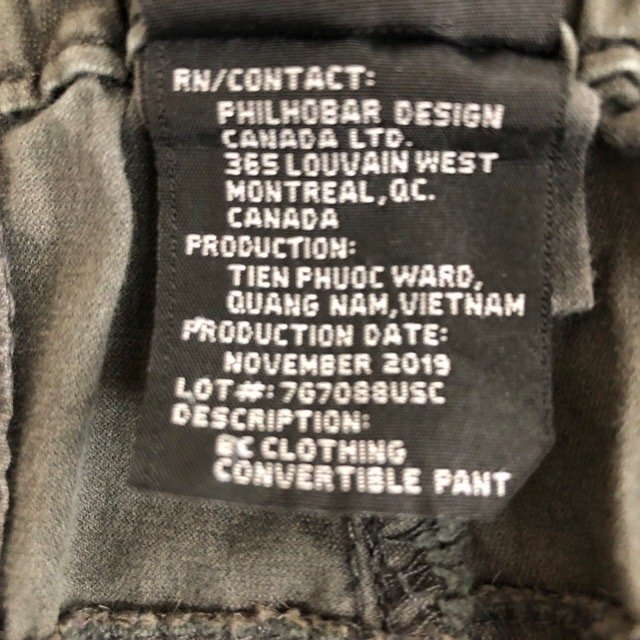 RN/CONTACT:
PHILHOBAR DESIGN
CANADA LTD.
365 LOUVAIN WEST
MONTREAL,QC.
CANADA
PRODUCTION:
TIEN PHUOC WARD,
QUANG NAM,VIETNAM
PRODUCTION DATE:
NOVEMBER 2019
LOT#: 767088USC
DESCRIPTION:
BC CLOTHING
CONVERTIBLE PANT